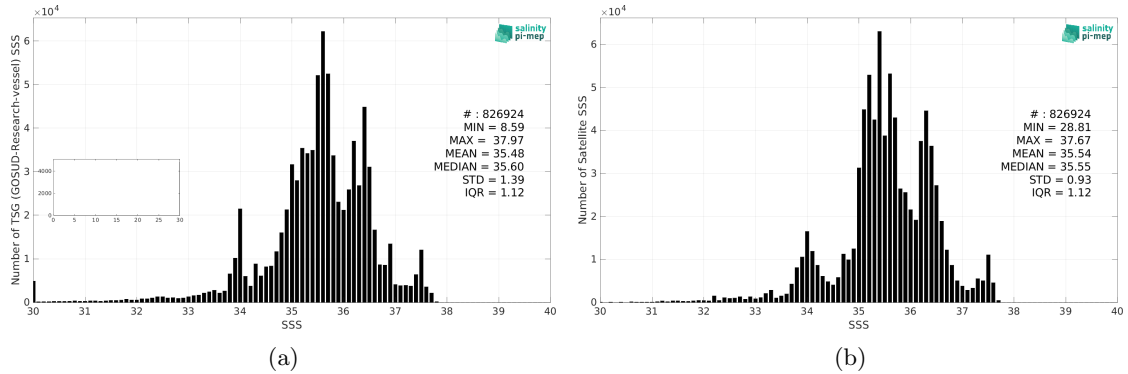 ×10⁴
6
5
4
3
2
1
0
Number of TSG (GOSUD-Research-vessel) SSS
salinity
pi-mep
# : 826924
MIN = 8.59
MAX = 37.97
MEAN = 35.48
MEDIAN = 35.60
STD = 1.39
IQR = 1.12
4000
2000
0
0 5 10 15 20 25 30
30 31 32 33 34 35 36 37 38 39 40
SSS
(a)
×10⁴
6
5
4
3
2
1
0
Number of Satellite SSS
salinity
pi-mep
# : 826924
MIN = 28.81
MAX = 37.67
MEAN = 35.54
MEDIAN = 35.55
STD = 0.93
IQR = 1.12
30 31 32 33 34 35 36 37 38 39 40
SSS
(b)